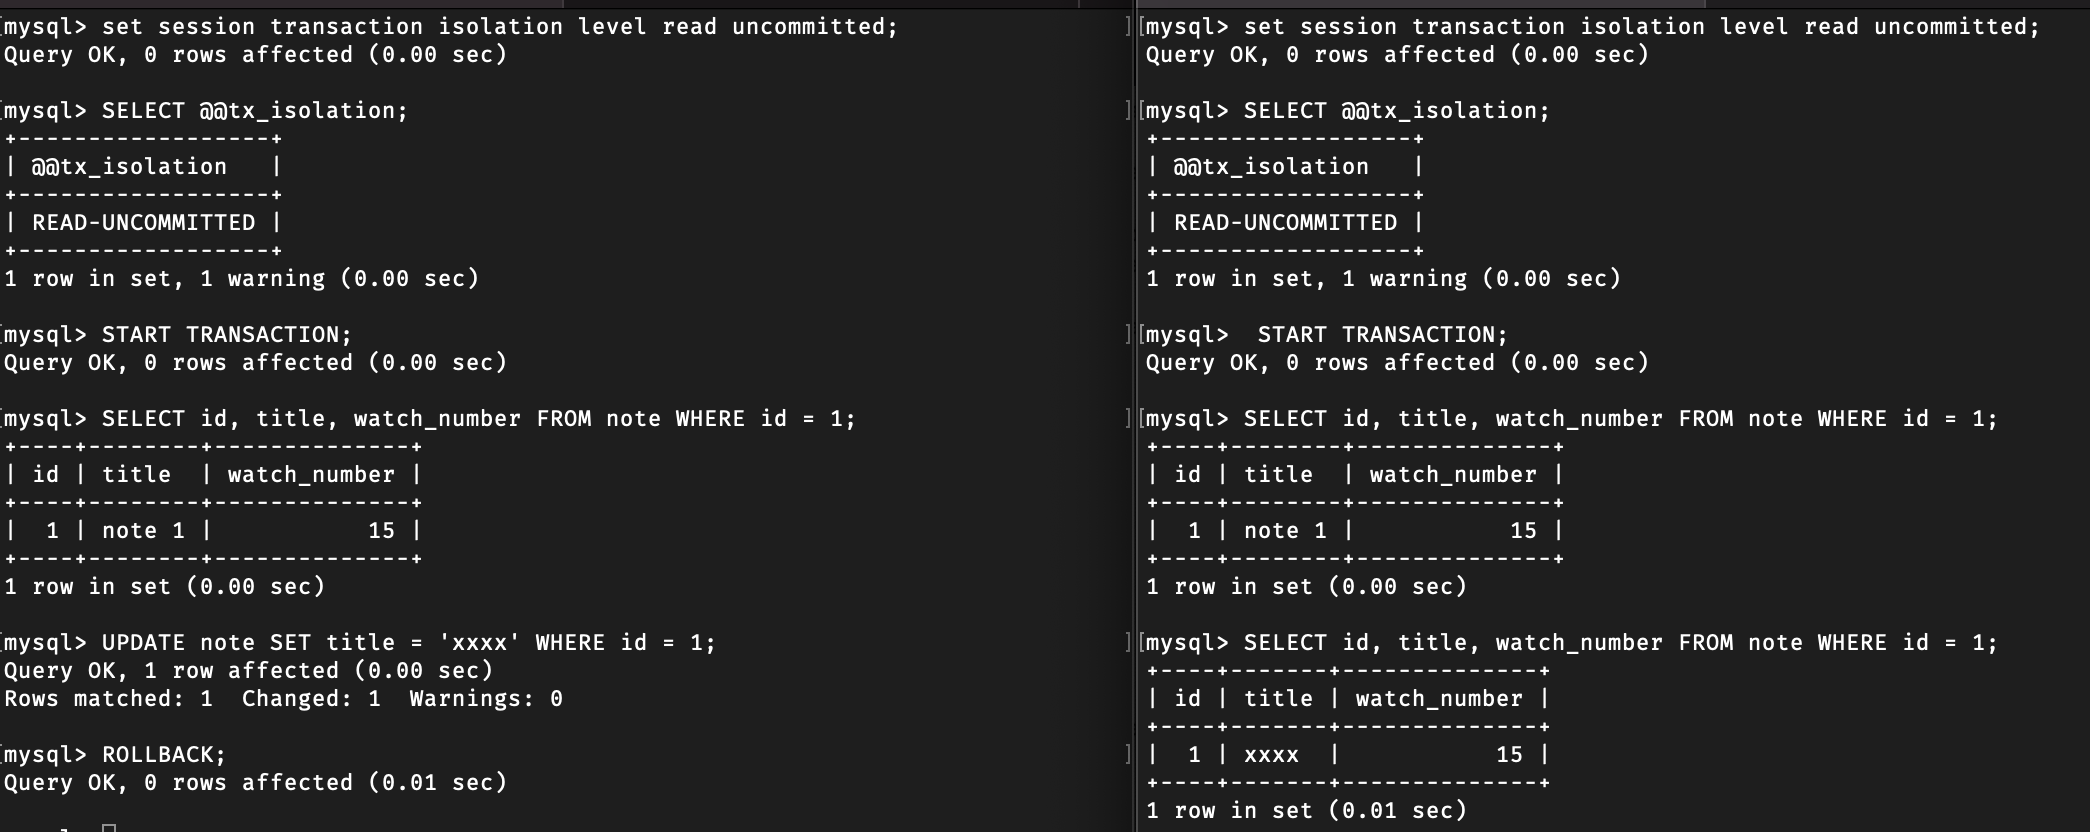 mysql> set session transaction isolation level read uncommitted;
Query OK, 0 rows affected (0.00 sec)
mysql> SELECT @@tx_isolation;
+------------------+
| @@tx_isolation   |
+------------------+
| READ-UNCOMMITTED |
+------------------+
1 row in set, 1 warning (0.00 sec)
mysql> START TRANSACTION;
Query OK, 0 rows affected (0.00 sec)
mysql> SELECT id, title, watch_number FROM note WHERE id = 1;
+----+--------+--------------+
| id | title  | watch_number |
+----+--------+--------------+
|  1 | note 1 |           15 |
+----+--------+--------------+
1 row in set (0.00 sec)
mysql> UPDATE note SET title = 'xxxx' WHERE id = 1;
Query OK, 1 row affected (0.00 sec)
Rows matched: 1  Changed: 1  Warnings: 0
mysql> ROLLBACK;
Query OK, 0 rows affected (0.01 sec)
mysql> set session transaction isolation level read uncommitted;
Query OK, 0 rows affected (0.00 sec)
mysql> SELECT @@tx_isolation;
+------------------+
| @@tx_isolation   |
+------------------+
| READ-UNCOMMITTED |
+------------------+
1 row in set, 1 warning (0.00 sec)
mysql>  START TRANSACTION;
Query OK, 0 rows affected (0.00 sec)
mysql> SELECT id, title, watch_number FROM note WHERE id = 1;
+----+--------+--------------+
| id | title  | watch_number |
+----+--------+--------------+
|  1 | note 1 |           15 |
+----+--------+--------------+
1 row in set (0.00 sec)
mysql> SELECT id, title, watch_number FROM note WHERE id = 1;
+----+-------+--------------+
| id | title | watch_number |
+----+-------+--------------+
|  1 | xxxx  |           15 |
+----+-------+--------------+
1 row in set (0.01 sec)